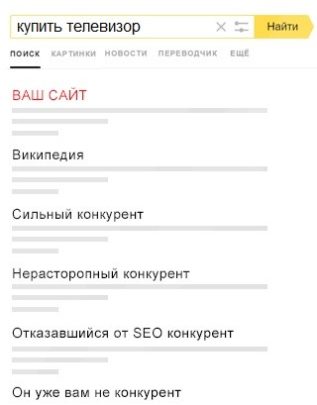 купить телевизор
Найти
ПОИСК КАРТИНКИ НОВОСТИ ПЕРЕВОДЧИК ЕЩЁ
ВАШ САЙТ
Википедия
Сильный конкурент
Нерасторопный конкурент
Отказавшийся от SEO конкурент
Он уже вам не конкурент